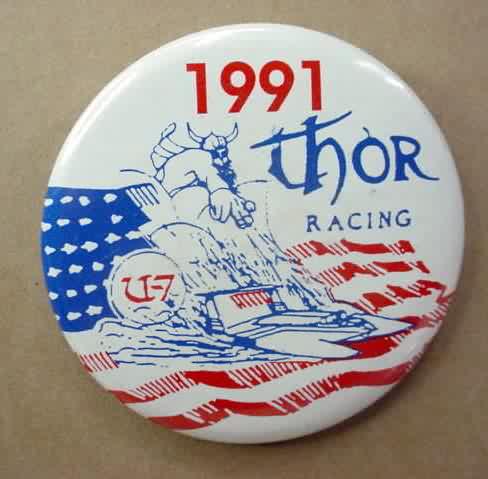 1991
thor
RACING
U-7